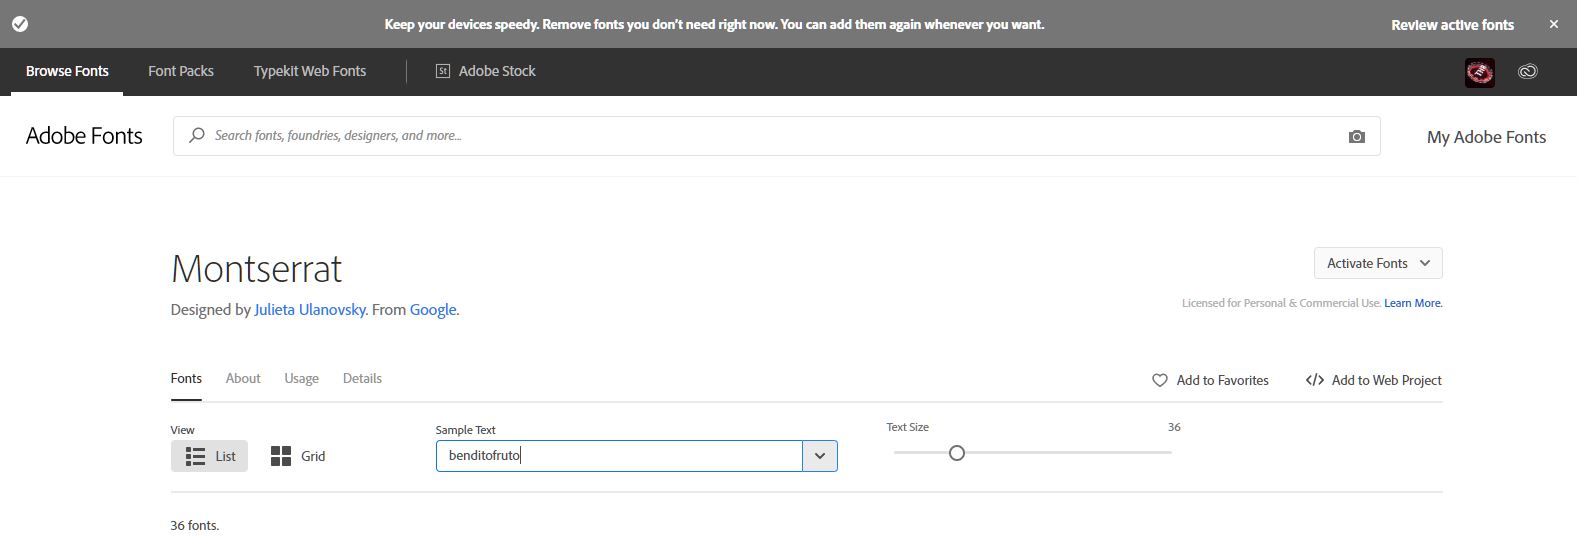 Keep your devices speedy. Remove fonts you don't need right now. You can add them again whenever you want.
Review active fonts
Browse Fonts
Font Packs
Typekit Web Fonts
St
Adobe Stock
Adobe Fonts
Search fonts, foundries, designers, and more...
My Adobe Fonts
Montserrat
Activate Fonts
Designed by Julieta Ulanovsky. From Google.
Licensed for Personal & Commercial Use. Learn More.
Fonts
About
Usage
Details
Add to Favorites
</> Add to Web Project
View
Sample Text
Text Size
36
List
Grid
benditofruto
36 fonts.